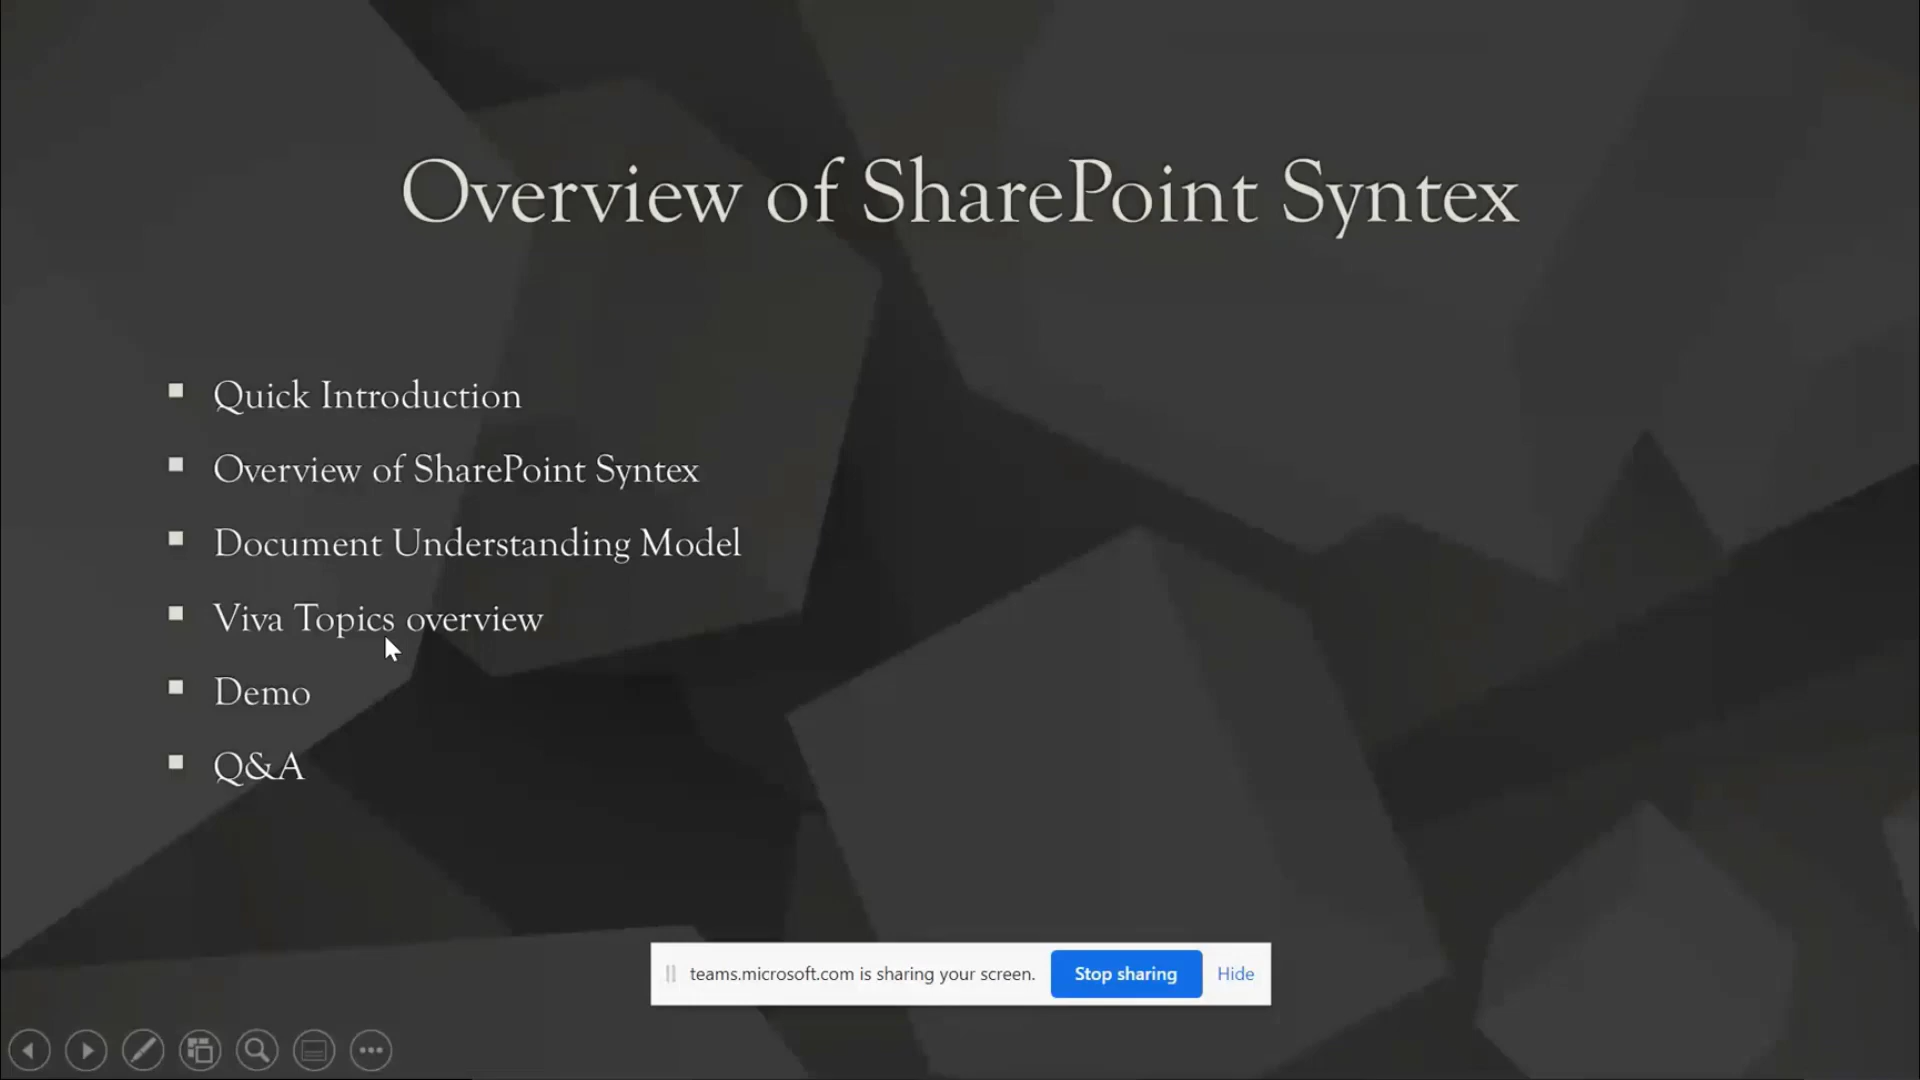 Overview of SharePoint Syntex
Quick Introduction
Overview of SharePoint Syntex
Document Understanding Model
Viva Topics overview
Demo
Q&A
teams.microsoft.com is sharing your screen. Stop sharing Hide